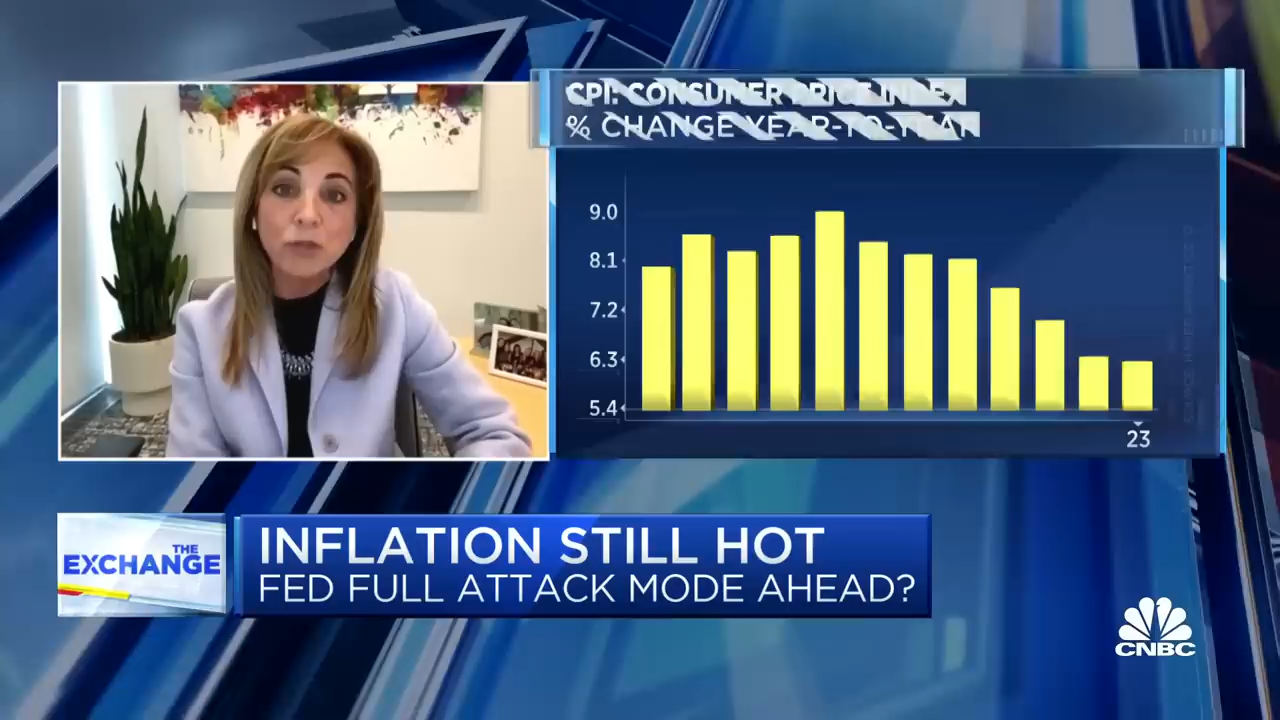 CPI: CONSUMER PRICE INDEX
% CHANGE YEAR-TO-YEAR
9.0
8.1
7.2
6.3
5.4
23
THE
EXCHANGE
INFLATION STILL HOT
FED FULL ATTACK MODE AHEAD?
CNBC